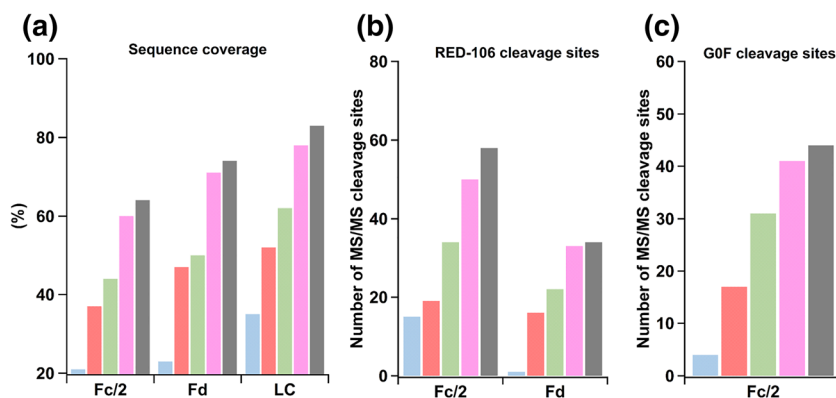 (a)
Sequence coverage
(%)
100
80
60
40
20
Fc/2 Fd LC
(b)
RED-106 cleavage sites
Number of MS/MS cleavage sites
80
60
40
20
0
Fc/2 Fd
(c)
G0F cleavage sites
Number of MS/MS cleavage sites
60
50
40
30
20
10
0
Fc/2